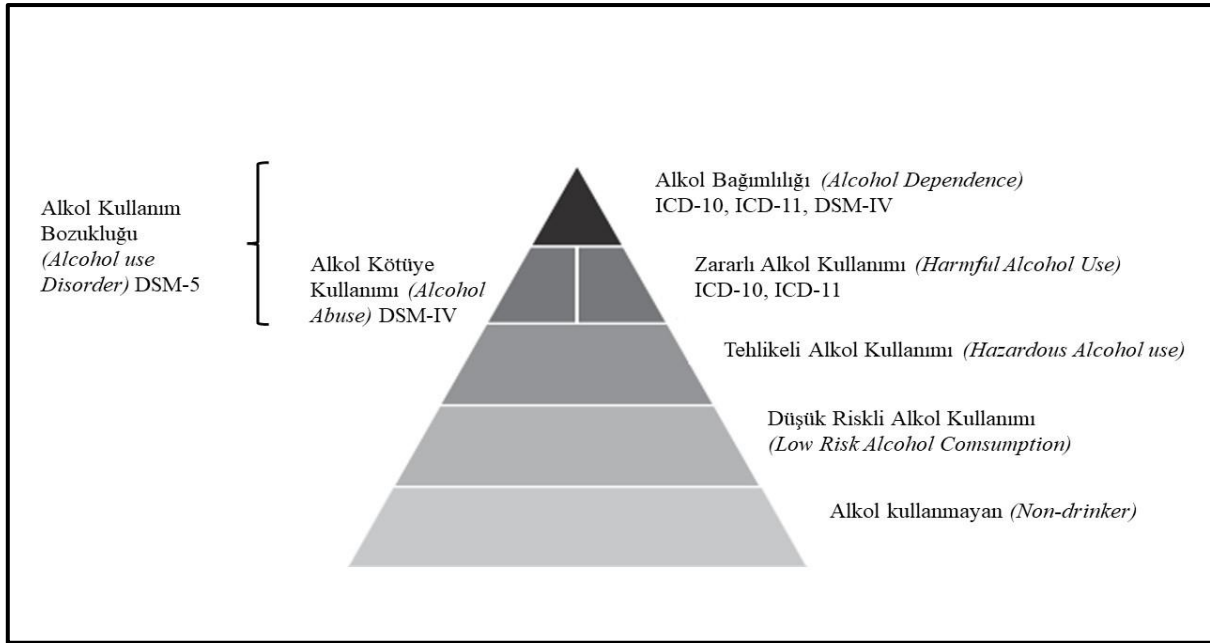 Alkol Kullanım
Bozukluğu
(Alcohol use
Disorder) DSM-5
Alkol Kötüye
Kullanımı (Alcohol
Abuse) DSM-IV
Alkol Bağımlılığı (Alcohol Dependence)
ICD-10, ICD-11, DSM-IV
Zararlı Alkol Kullanımı (Harmful Alcohol Use)
ICD-10, ICD-11
Tehlikeli Alkol Kullanımı (Hazardous Alcohol use)
Düşük Riskli Alkol Kullanımı
(Low Risk Alcohol Comsumption)
Alkol kullanmayan (Non-drinker)